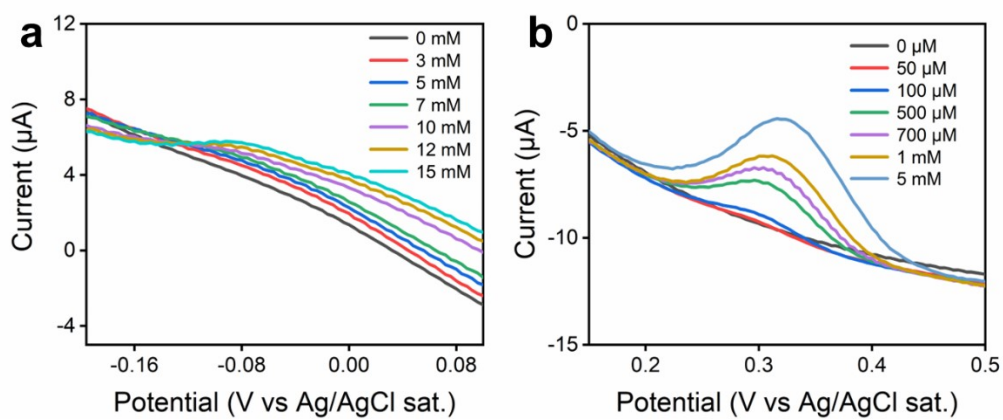 a
12
8
4
0
-4
-0.16
-0.08
0.00
0.08
Current (µA)
Potential (V vs Ag/AgCl sat.)
0 mM
3 mM
5 mM
7 mM
10 mM
12 mM
15 mM
b
0
-5
-10
-15
0.2
0.3
0.4
0.5
Current (µA)
Potential (V vs Ag/AgCl sat.)
0 µM
50 µM
100 µM
500 µM
700 µM
1 mM
5 mM